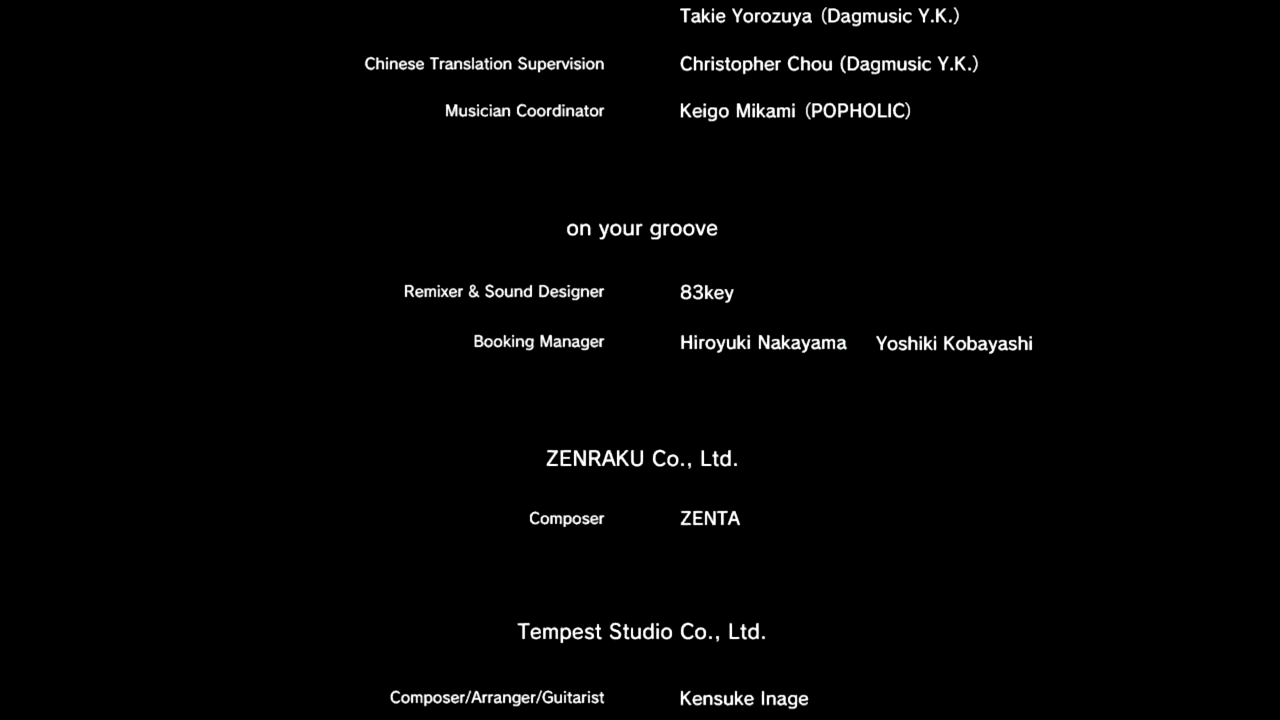 Takie Yorozuya (Dagmusic Y.K.)
Chinese Translation Supervision Christopher Chou (Dagmusic Y.K.)
Musician Coordinator Keigo Mikami (POPHOLIC)
on your groove
Remixer & Sound Designer 83key
Booking Manager Hiroyuki Nakayama Yoshiki Kobayashi
ZENRAKU Co., Ltd.
Composer ZENTA
Tempest Studio Co., Ltd.
Composer/Arranger/Guitarist Kensuke Inage